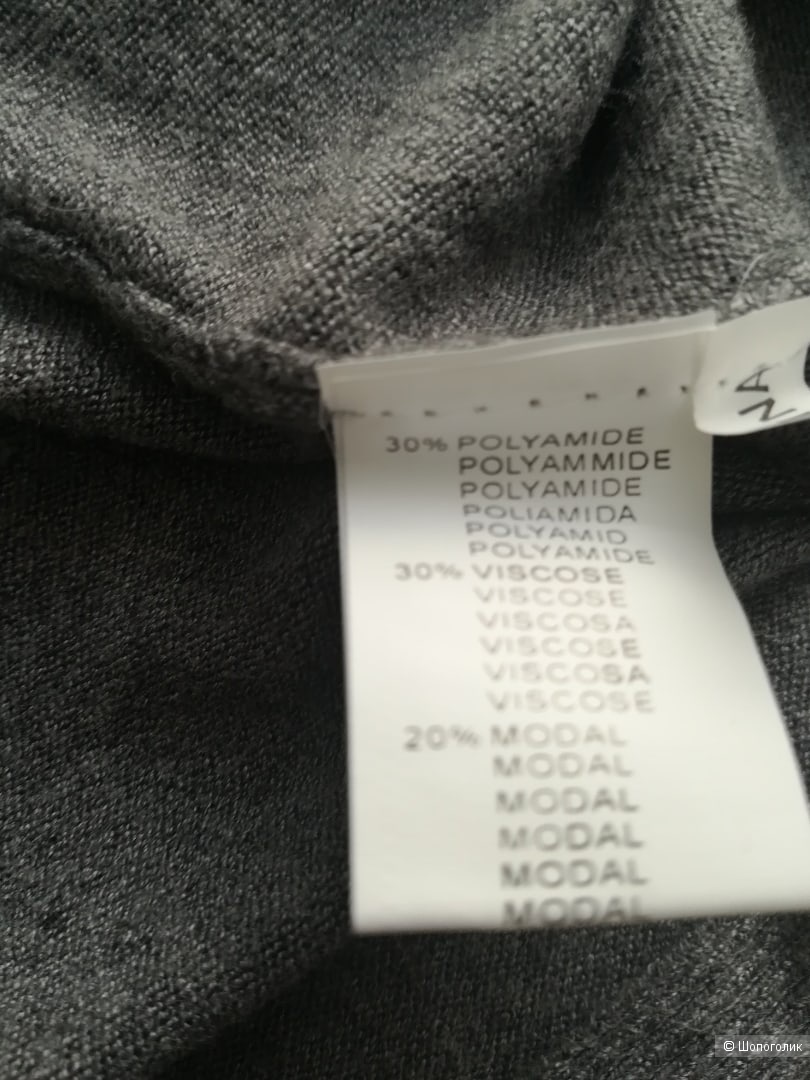 30% POLYAMIDE
POLYAMMIDE
POLYAMIDE
POLIAMIDA
POLYAMID
POLYAMIDE
30% VISCOSE
VISCOSE
VISCOSA
VISCOSE
VISCOSA
VISCOSE
20% MODAL
MODAL
MODAL
MODAL
MODAL
MODAL
© Шопоголик